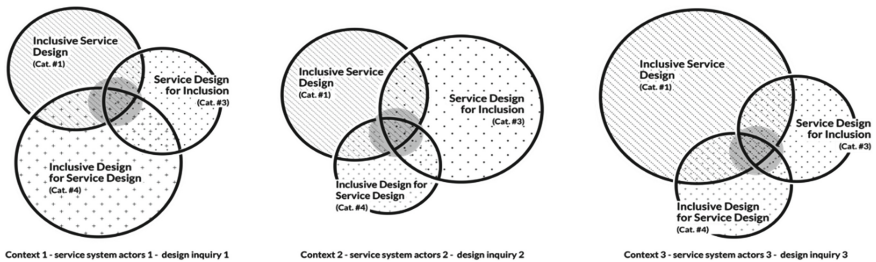 Inclusive Service
Design
(Cat. #1)
Service Design
for Inclusion
(Cat. #3)
Inclusive Design
for Service Design
(Cat. #4)
Context 1 - service system actors 1 - design inquiry 1
Inclusive Service
Design
(Cat. #1)
Service Design
for Inclusion
(Cat. #3)
Inclusive Design for
Service Design
(Cat. #4)
Context 2 - service system actors 2 - design inquiry 2
Inclusive Service
Design
(Cat. #1)
Service Design
for Inclusion
(Cat. #3)
Inclusive Design
for Service Design
(Cat. #4)
Context 3 - service system actors 3 - design inquiry 3